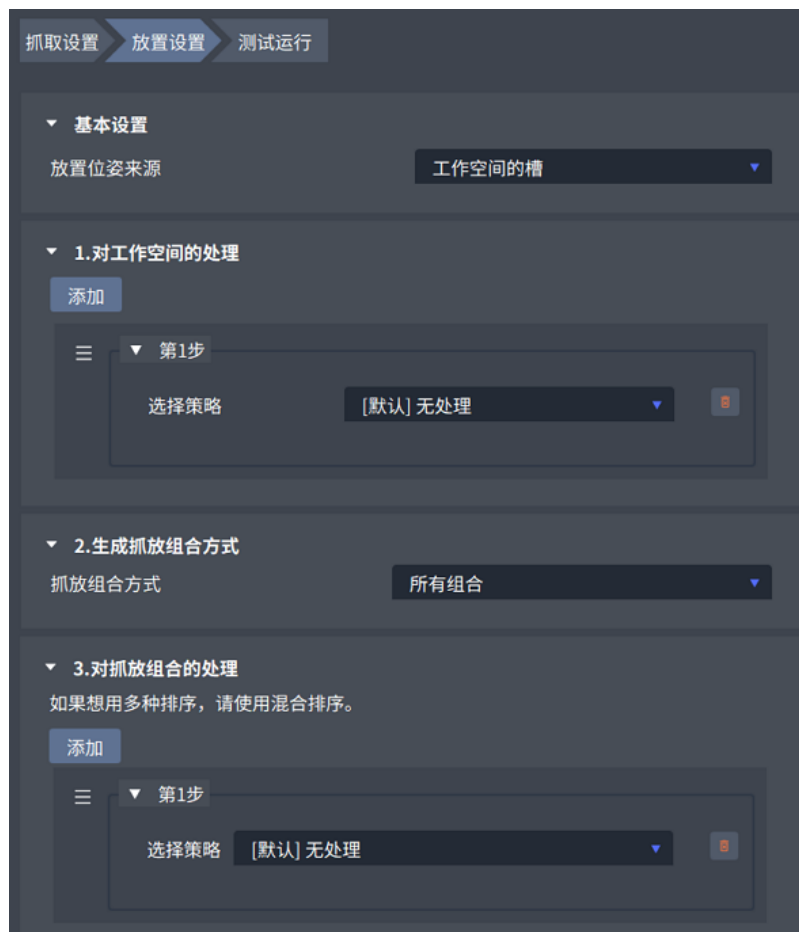 抓取设置 放置设置 测试运行
基本设置
放置位姿来源 工作空间的槽
1.对工作空间的处理
添加
第1步
选择策略 [默认] 无处理
2.生成抓放组合方式
抓放组合方式 所有组合
3.对抓放组合的处理
如果想用多种排序，请使用混合排序。
添加
第1步
选择策略 [默认] 无处理